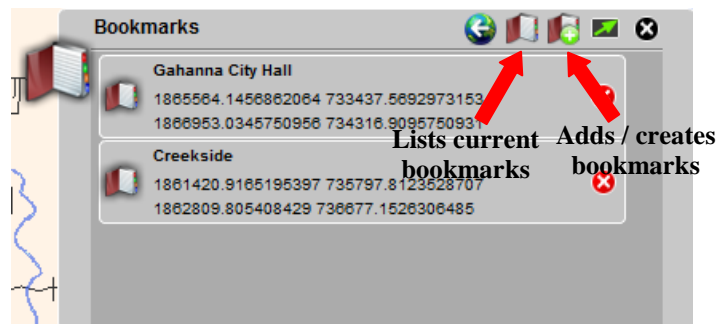 Bookmarks
Gahanna City Hall
1865564.1456862064 733437.5692973153
1866953.0345750956 734316.9095750931
Lists current
bookmarks
Adds / creates
bookmarks
Creekside
1861420.9165195397 735797.8123528707
1862809.805408429 736677.1526306485